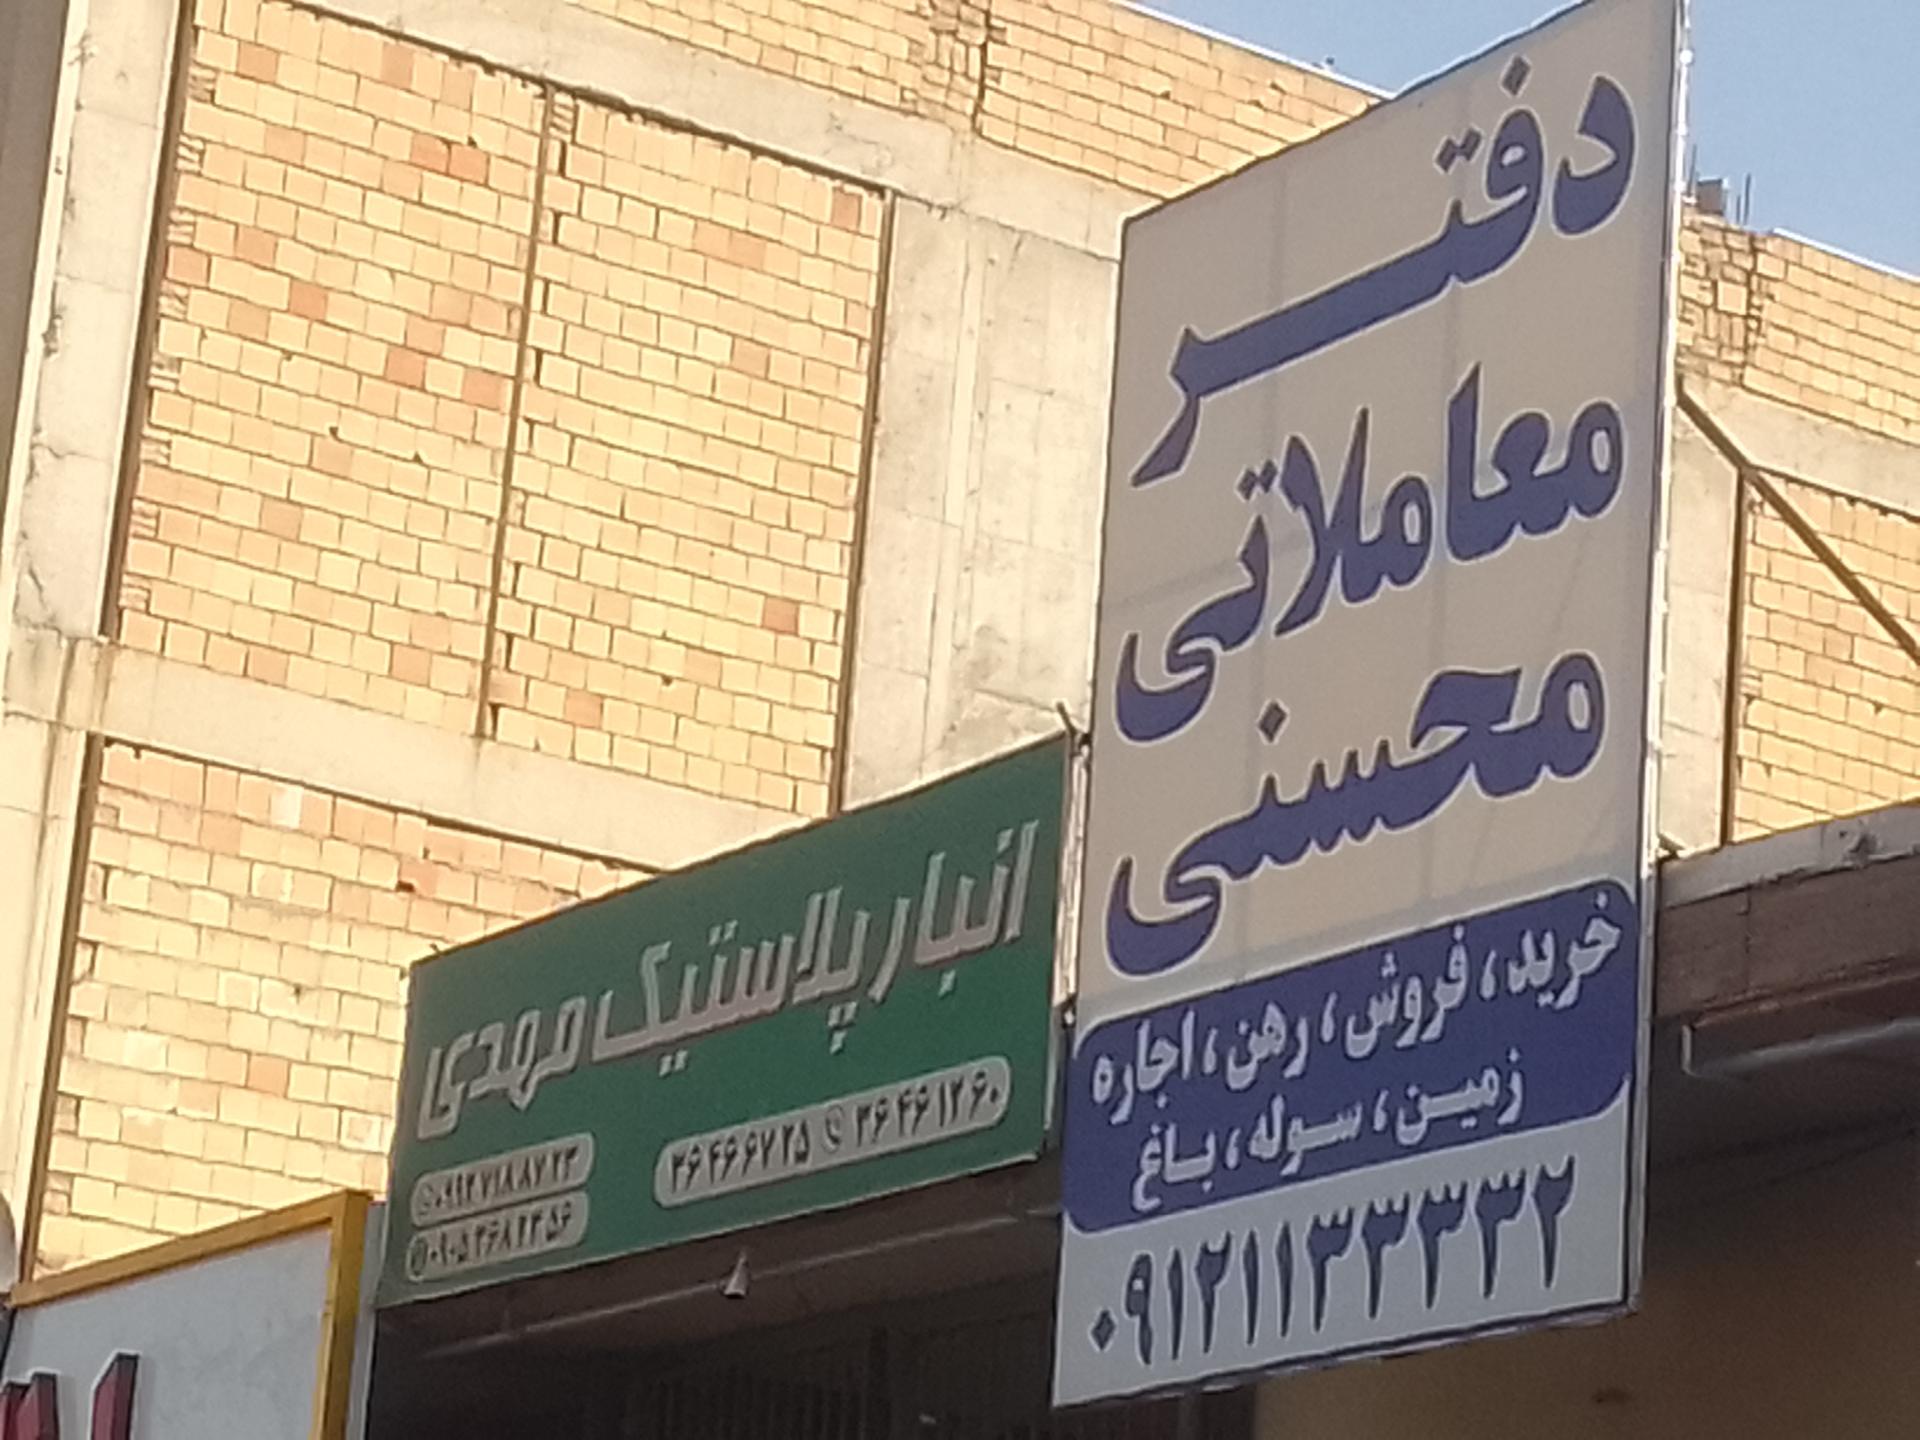 دفتر
معاملاتی
محسنی
خرید، فروش، رهن، اجاره
زمین، سوله، باغ
۰۹۱۲۱۱۳۳۳۳۲
انبار پلاستیک مهدی
۳۶۴۶۶۷۲۵ ۳۶۴۶۱۲۶۰